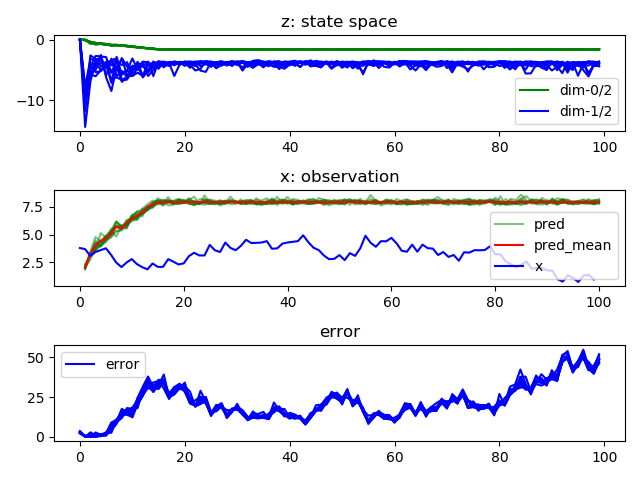 z: state space
0
−10
dim-0/2
dim-1/2
0 20 40 60 80 100
x: observation
7.5
5.0
2.5
pred
pred_mean
x
0 20 40 60 80 100
error
50
25
0
error
0 20 40 60 80 100